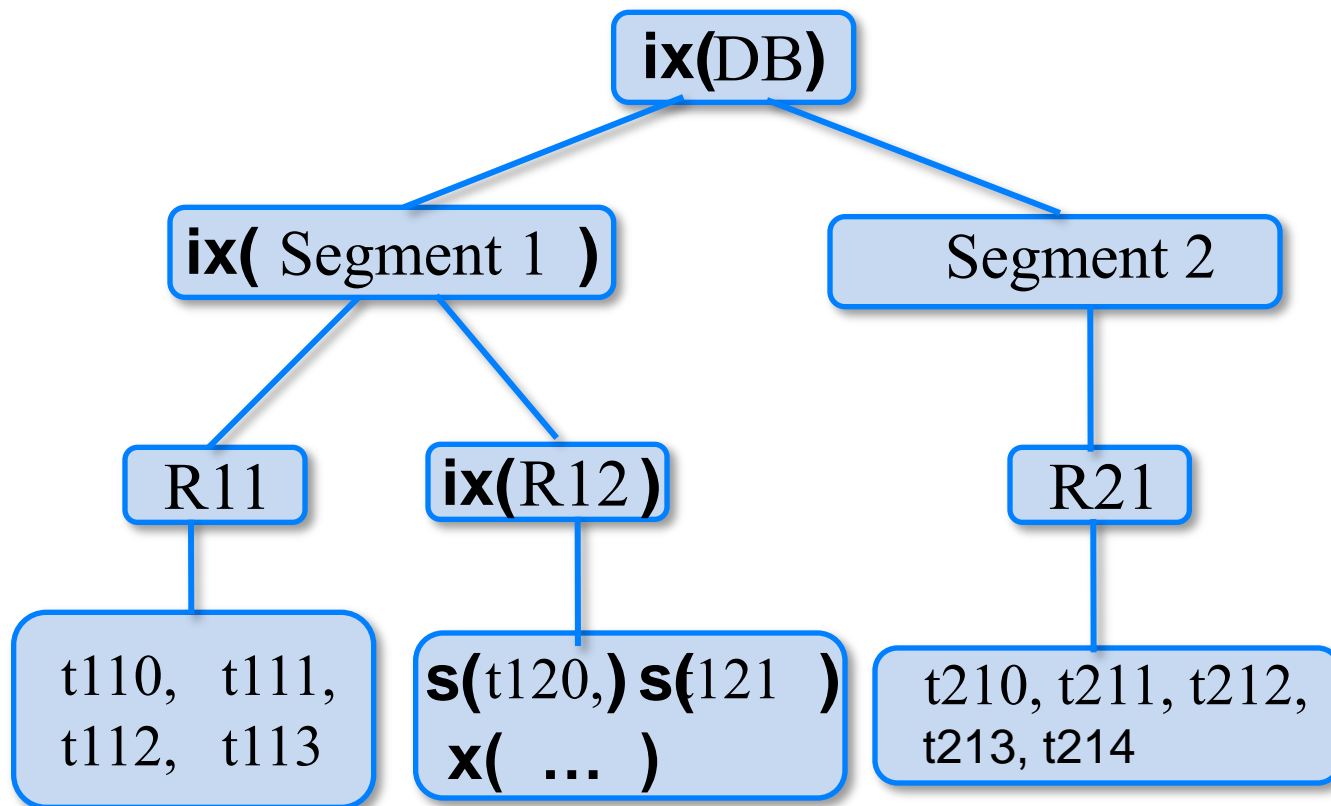 ix(DB)
ix( Segment 1 )
Segment 2
R11
ix(R12)
R21
t110, t111,
t112, t113
s(t120,) s(t121 )
x( ... )
t210, t211, t212,
t213, t214